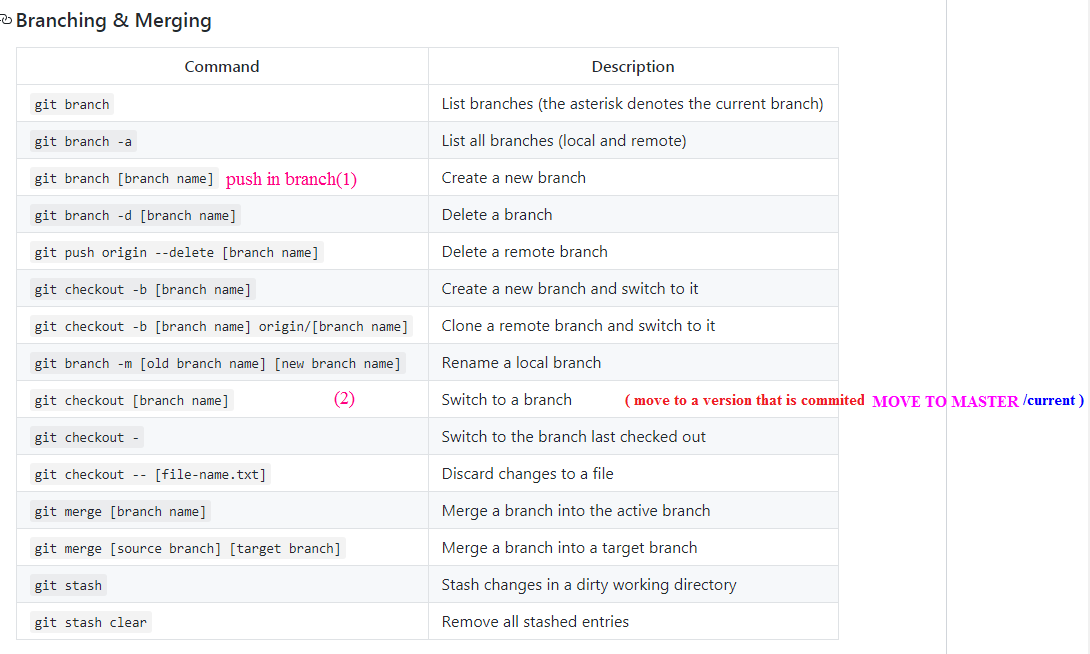 Branching & Merging
Command Description
git branch List branches (the asterisk denotes the current branch)
git branch -a List all branches (local and remote)
git branch [branch name] push in branch(1) Create a new branch
git branch -d [branch name] Delete a branch
git push origin --delete [branch name] Delete a remote branch
git checkout -b [branch name] Create a new branch and switch to it
git checkout -b [branch name] origin/[branch name] Clone a remote branch and switch to it
git branch -m [old branch name] [new branch name] Rename a local branch
git checkout [branch name] (2) Switch to a branch ( move to a version that is commited MOVE TO MASTER /current )
git checkout - Switch to the branch last checked out
git checkout -- [file-name.txt] Discard changes to a file
git merge [branch name] Merge a branch into the active branch
git merge [source branch] [target branch] Merge a branch into a target branch
git stash Stash changes in a dirty working directory
git stash clear Remove all stashed entries